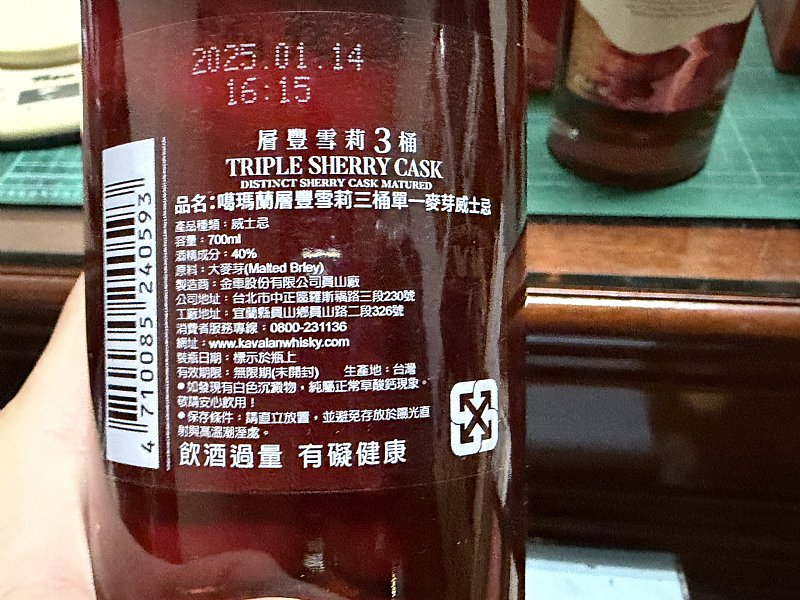 2025.01.14
16:15
層豐雪莉3桶
TRIPLE SHERRY CASK
DISTINCT SHERRY CASK MATURED
品名：噶瑪蘭層豐雪莉三桶單一麥芽威士忌
產品種類：威士忌
容量：700ml
酒精成分：40%
原料：大麥芽(Malted Brley)
製造商：金車股份有限公司員山廠
公司地址：台北市中正區羅斯福路三段230號
工廠地址：宜蘭縣員山鄉員山路二段326號
消費者服務專線：0800-231136
網址：www.kavalanwhisky.com
裝瓶日期：標示於瓶上
有效期限：無限期(未開封) 生產地：台灣
●如發現有白色沉澱物，純屬正常草酸鈣現象。
敬請安心飲用！
●保存條件：請直立放置，並避免存放於陽光直
射與高溫潮溼處。
飲酒過量 有礙健康
4 710085 240593